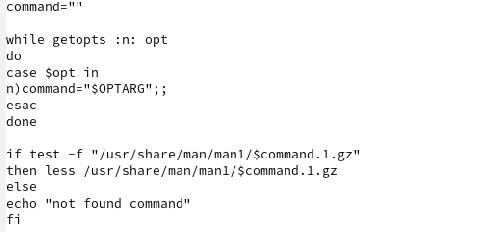 command=""
while getopts :n: opt
do
case $opt in
n)command="$OPTARG";;
esac
done
if test -f "/usr/share/man/man1/$command.1.gz"
then less /usr/share/man/man1/$command.1.gz
else
echo "not found command"
fi